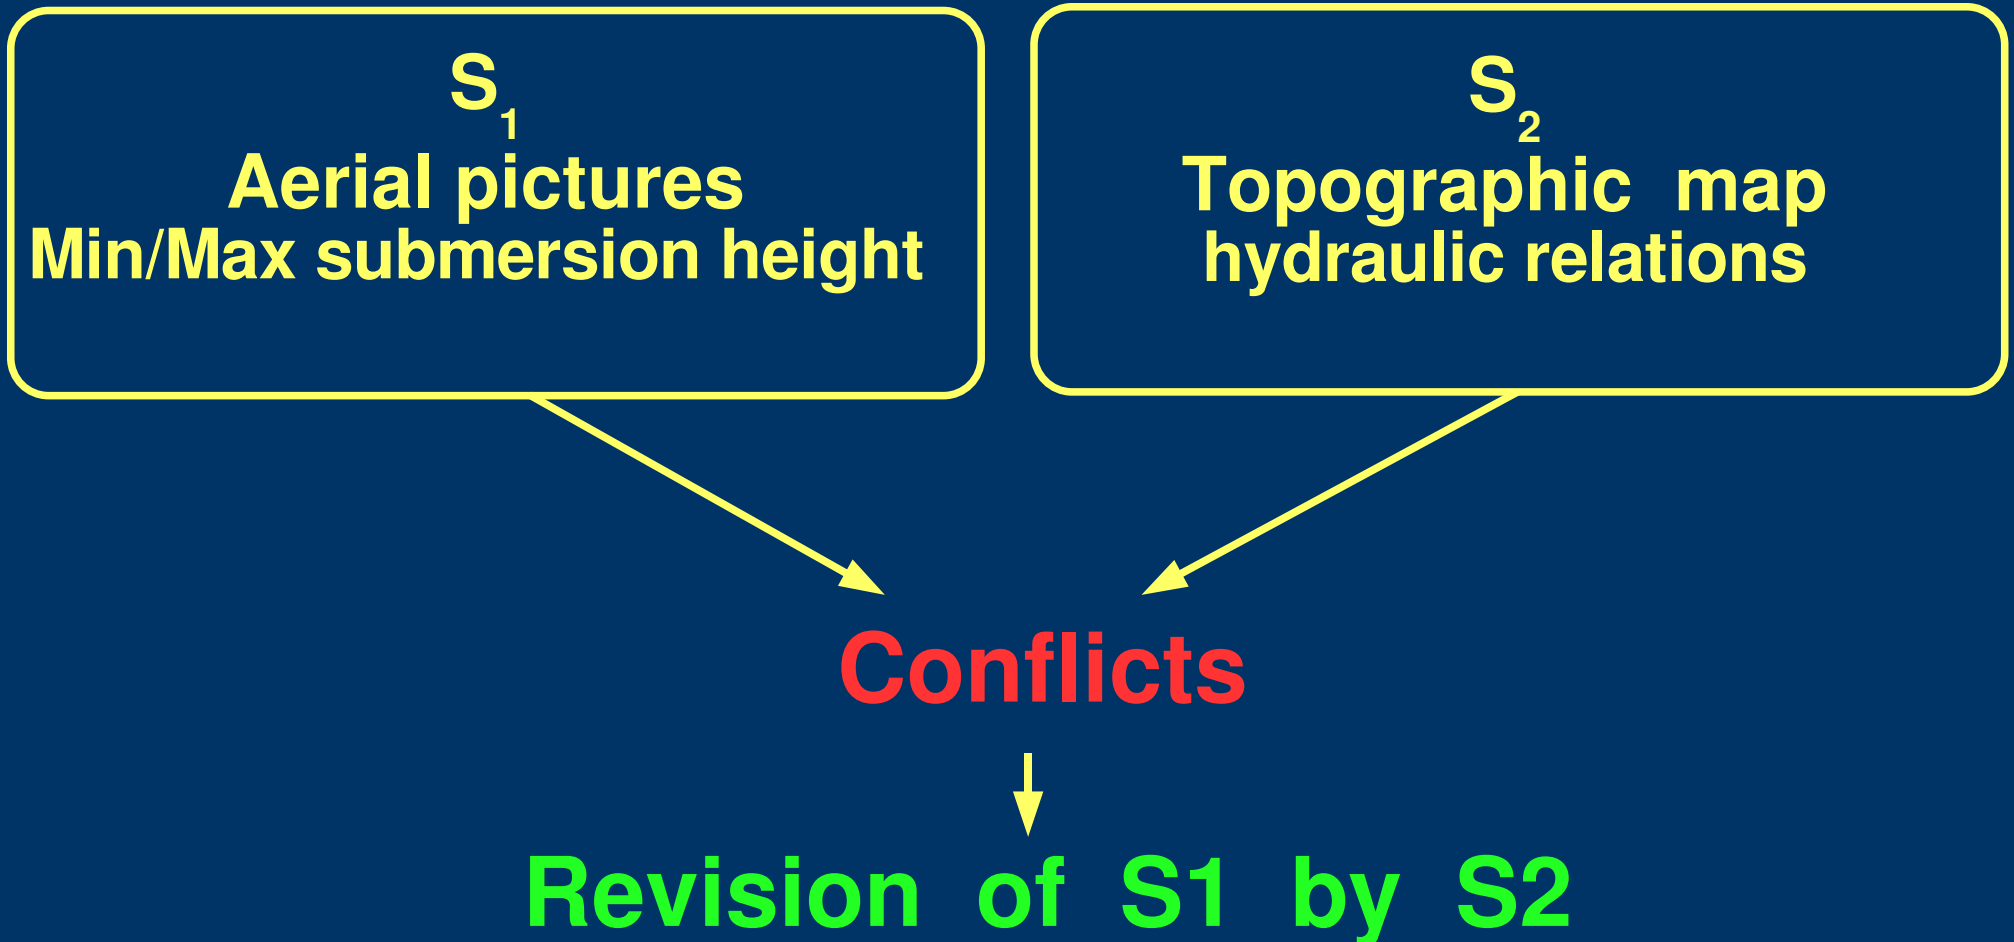 S1
Aerial pictures
Min/Max submersion height
S2
Topographic map
hydraulic relations
Conflicts
Revision of S1 by S2